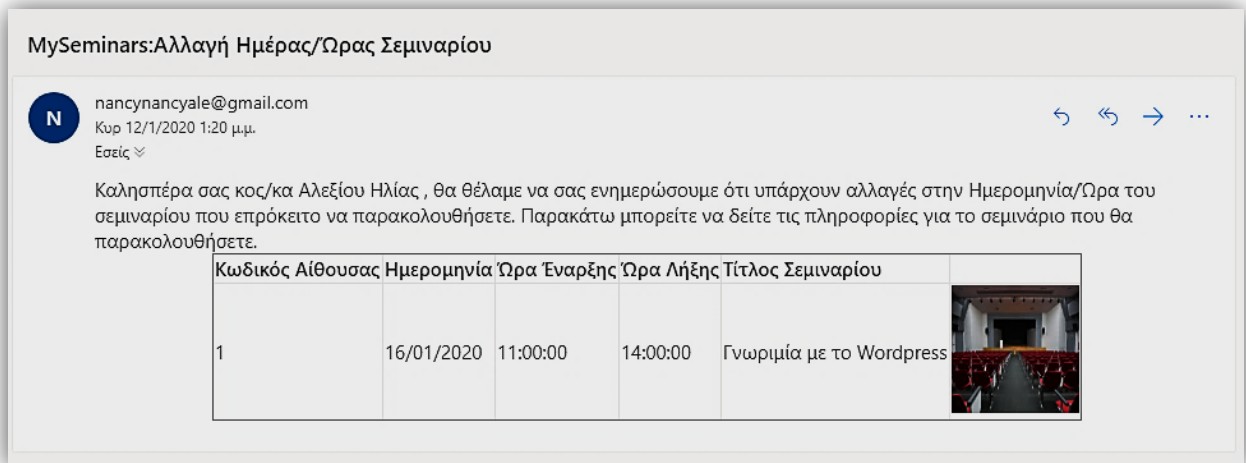 MySeminars:Αλλαγή Ημέρας/Ώρας Σεμιναρίου
N
nancynancyale@gmail.com
Κυρ 12/1/2020 1:20 μ.μ.
Εσείς
Καλησπέρα σας κος/κα Αλεξίου Ηλίας , θα θέλαμε να σας ενημερώσουμε ότι υπάρχουν αλλαγές στην Ημερομηνία/Ώρα του
σεμιναρίου που επρόκειτο να παρακολουθήσετε. Παρακάτω μπορείτε να δείτε τις πληροφορίες για το σεμινάριο που θα
παρακολουθήσετε.
Κωδικός Αίθουσας Ημερομηνία Ώρα Έναρξης Ώρα Λήξης Τίτλος Σεμιναρίου
1 16/01/2020 11:00:00 14:00:00 Γνωριμία με το Wordpress